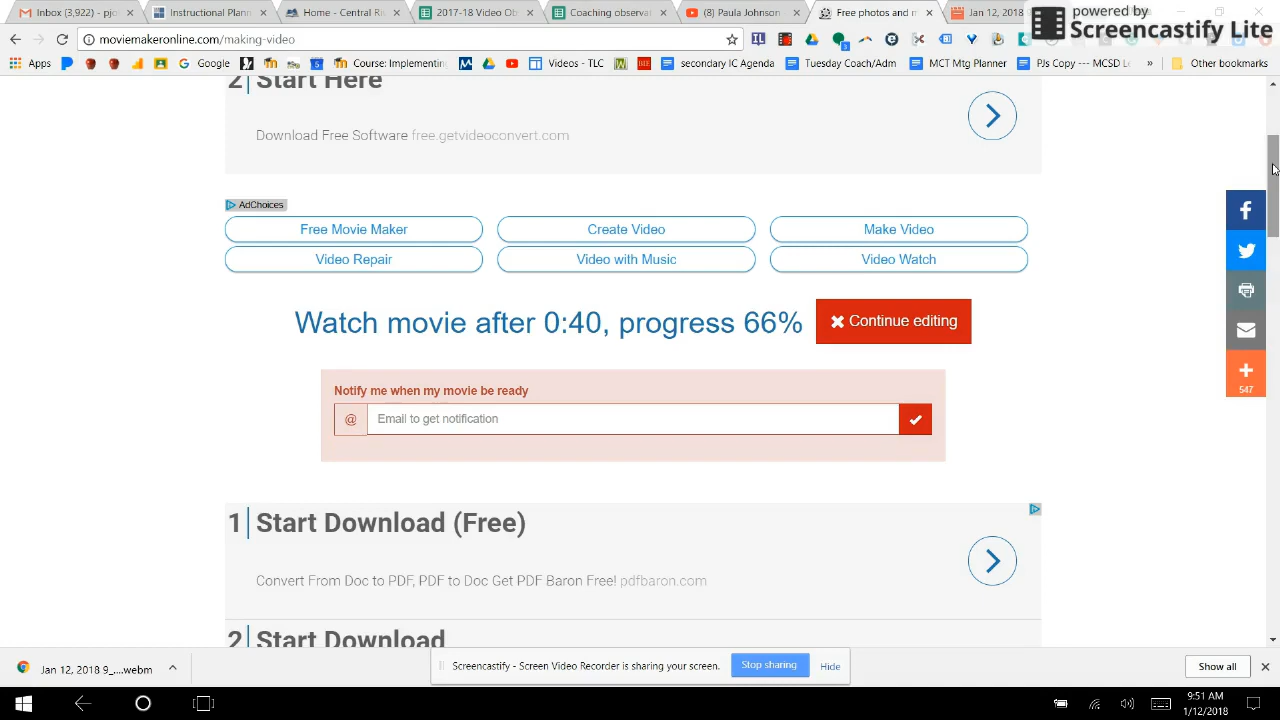 powered by
Screencastify Lite
Inbox (3,922) - pjo
Instructional Plann
Home - Central Ri
2017-18 Video Ob
Coaching observat
(8) Paula Johnson
Free photos and m
Jan 12, 2018
moviemakeronline.com/making-video
Apps
Google
Course: Implementing
Videos - TLC
secondary IC Agenda
Tuesday Coach/Adm
MCT Mtg Planner
PJs Copy --- MCSD L
»
Other bookmarks
2 Start Here
Download Free Software free.getvideoconvert.com
AdChoices
Free Movie Maker
Create Video
Make Video
Video Repair
Video with Music
Video Watch
Watch movie after 0:40, progress 66%
Continue editing
Notify me when my movie be ready
@ Email to get notification
547
1 Start Download (Free)
Convert From Doc to PDF, PDF to Doc Get PDF Baron Free! pdfbaron.com
2 Start Download
Jan 12, 2018 9_....webm
Screencastify - Screen Video Recorder is sharing your screen.
Stop sharing
Hide
Show all
9:51 AM
1/12/2018